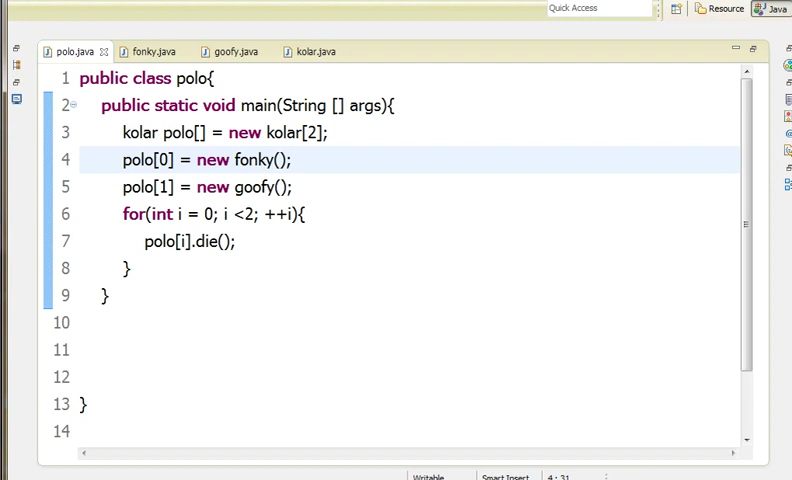 Quick Access
Resource
Java
polo.java
fonky.java
goofy.java
kolar.java
1 public class polo{
2 public static void main(String [] args){
3 kolar polo[] = new kolar[2];
4 polo[0] = new fonky();
5 polo[1] = new goofy();
6 for(int i = 0; i <2; ++i){
7 polo[i].die();
8 }
9 }
10
11
12
13 }
14
Writable
Smart Insert
4 : 31